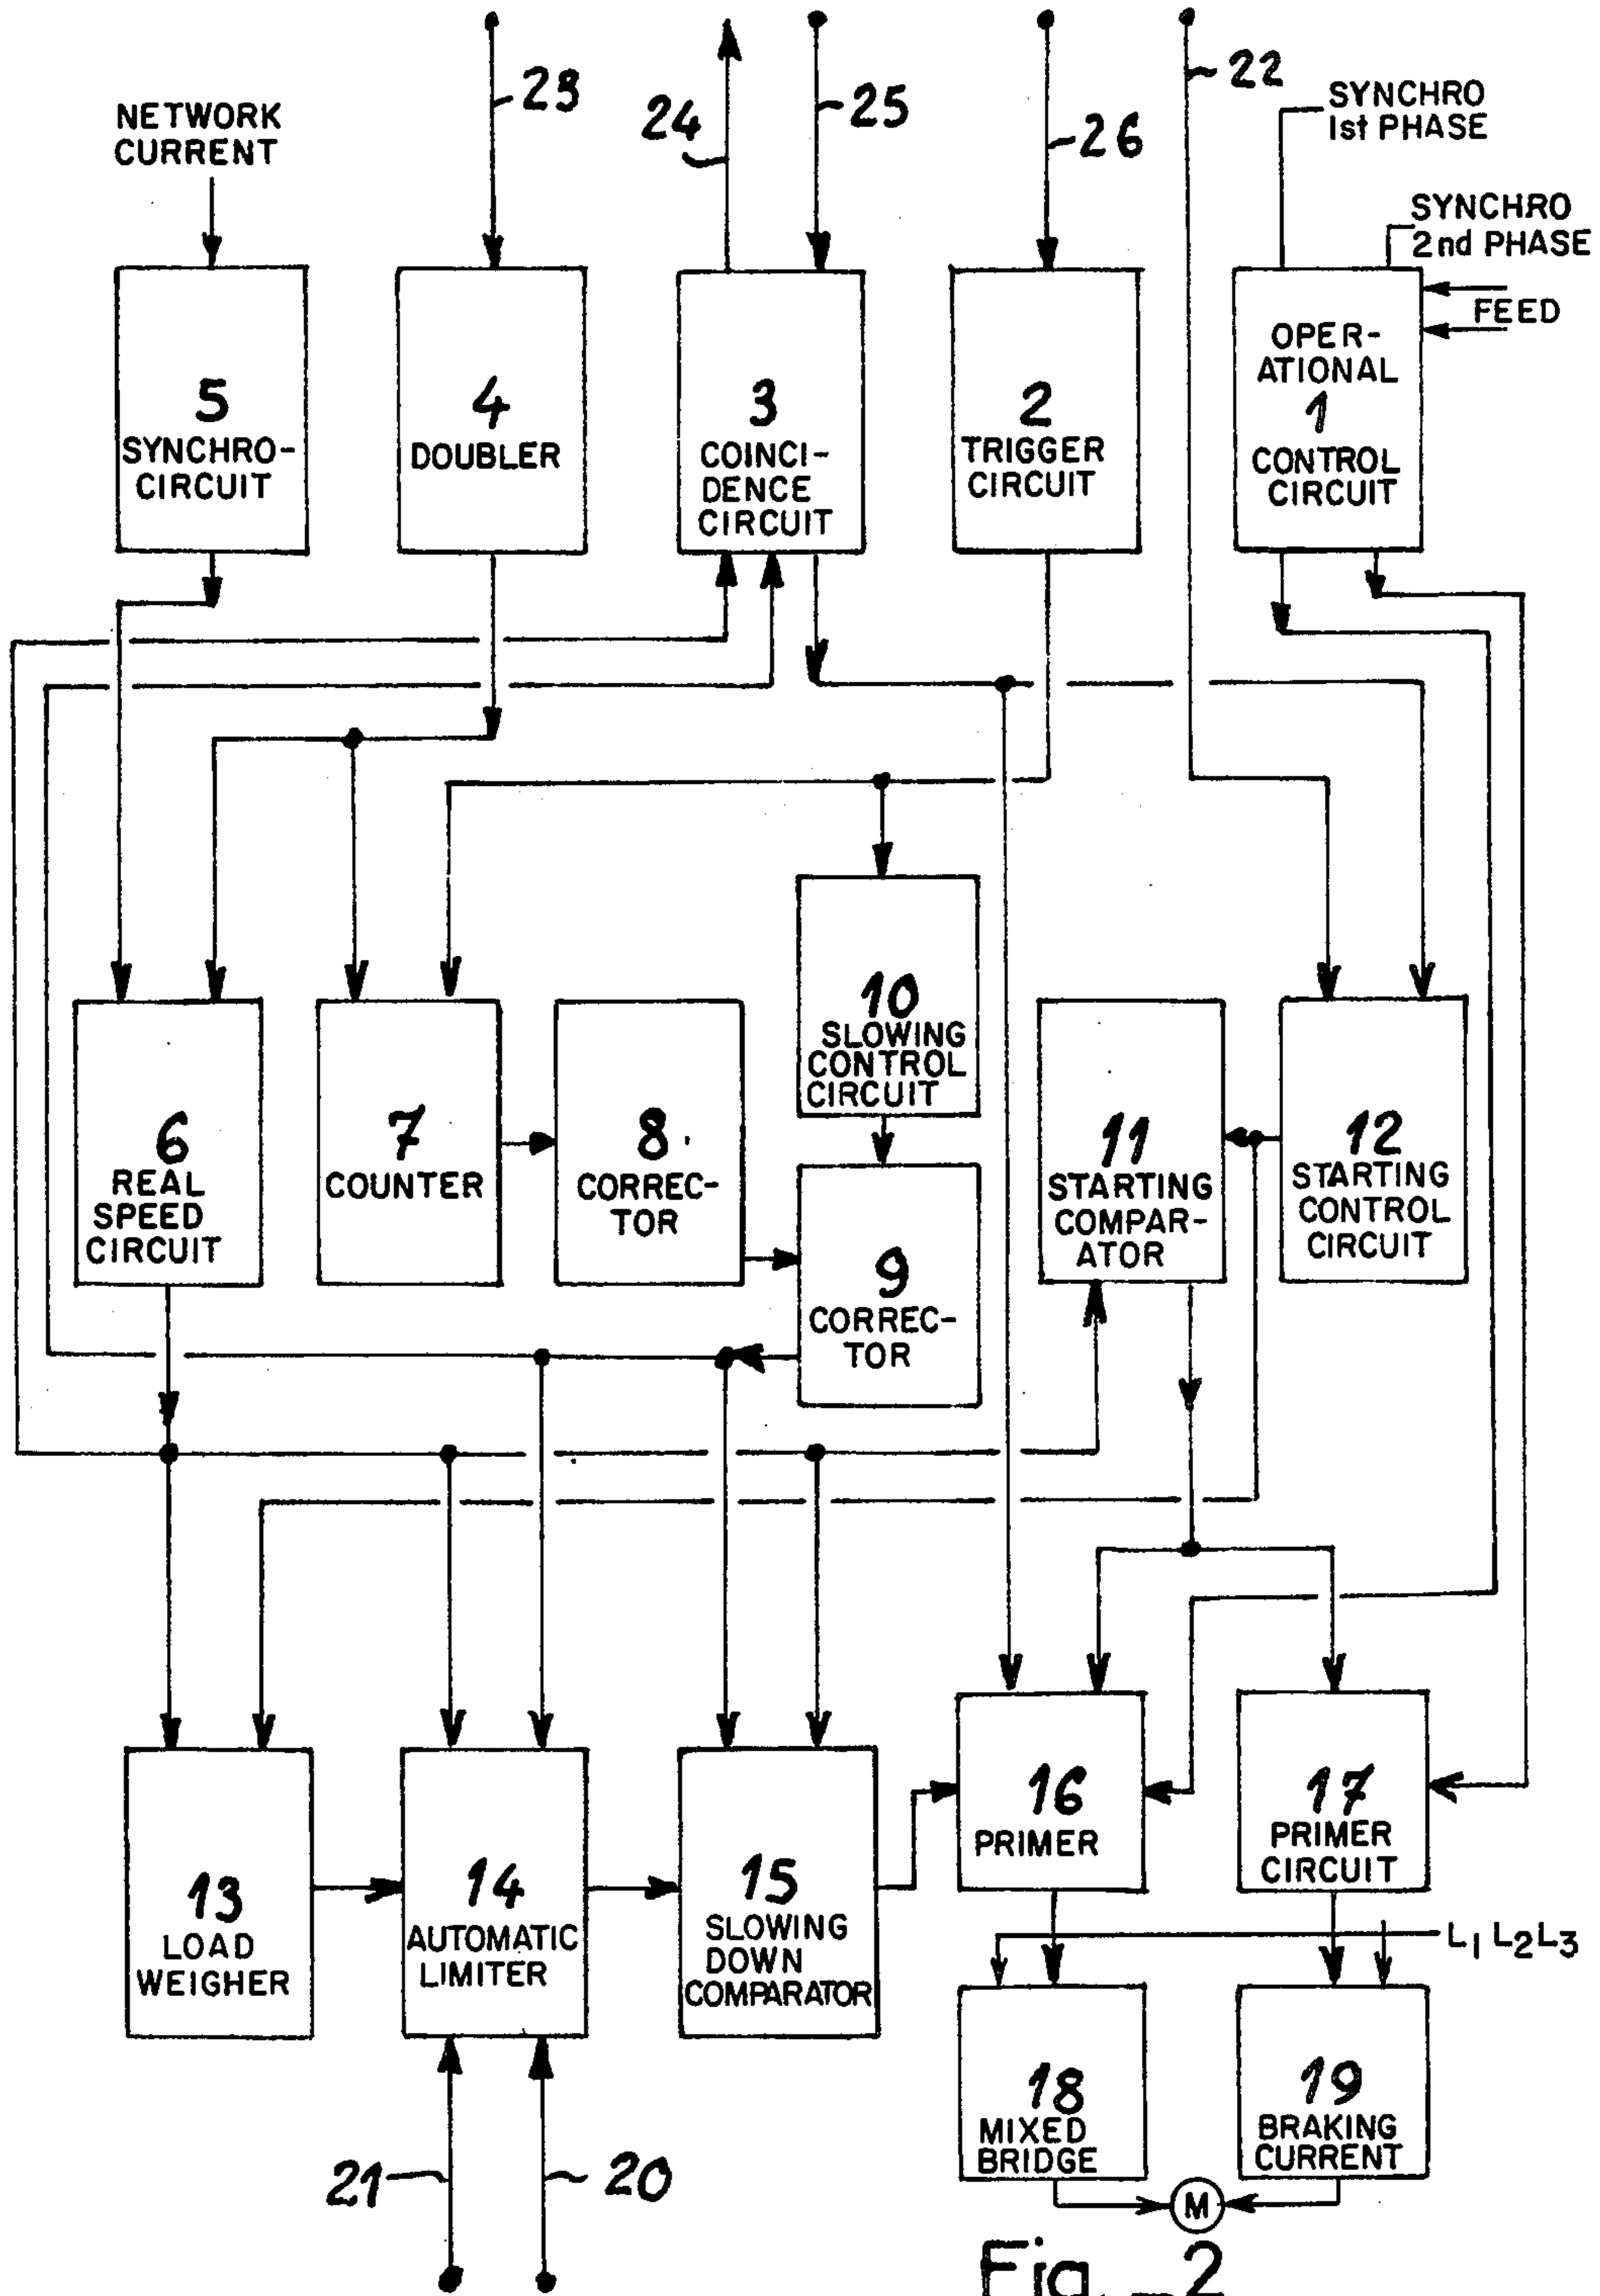 23
24
25
26
22
NETWORK
CURRENT
SYNCHRO
1st PHASE
SYNCHRO
2nd PHASE
FEED
5
SYNCHRO-
CIRCUIT
4
DOUBLER
3
COINCI-
DENCE
CIRCUIT
2
TRIGGER
CIRCUIT
OPER-
ATIONAL
1
CONTROL
CIRCUIT
6
REAL
SPEED
CIRCUIT
7
COUNTER
8
CORREC-
TOR
10
SLOWING
CONTROL
CIRCUIT
9
CORREC-
TOR
11
STARTING
COMPAR-
ATOR
12
STARTING
CONTROL
CIRCUIT
13
LOAD
WEIGHER
14
AUTOMATIC
LIMITER
15
SLOWING
DOWN
COMPARATOR
16
PRIMER
17
PRIMER
CIRCUIT
L1 L2 L3
18
MIXED
BRIDGE
19
BRAKING
CURRENT
21
20
M
Fig._2